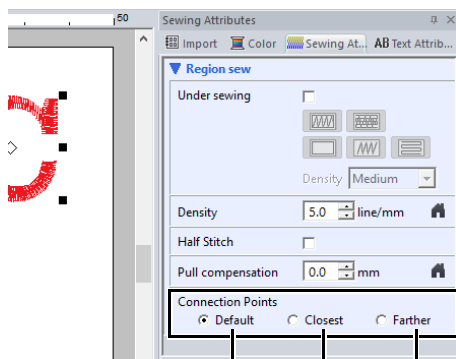 50
Sewing Attributes
Import Color Sewing At... AB Text Attrib...
Region sew
Under sewing
Density Medium
Density 5.0 line/mm
Half Stitch
Pull compensation 0.0 mm
Connection Points
Default Closest Farther